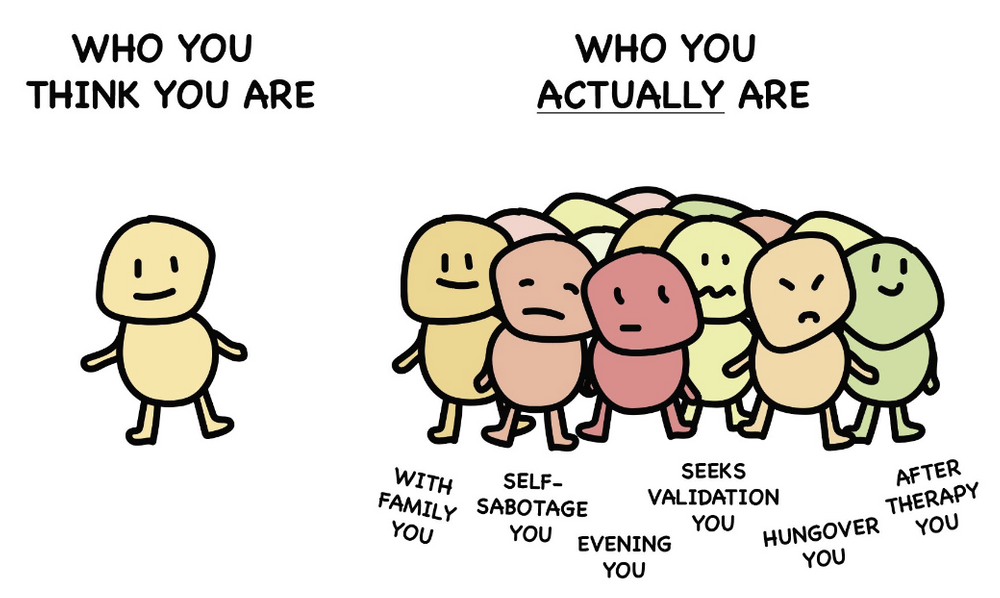 WHO YOU
THINK YOU ARE
WHO YOU
ACTUALLY ARE
WITH
FAMILY
YOU
SELF-
SABOTAGE
YOU
EVENING
YOU
SEEKS
VALIDATION
YOU
HUNGOVER
YOU
AFTER
THERAPY
YOU